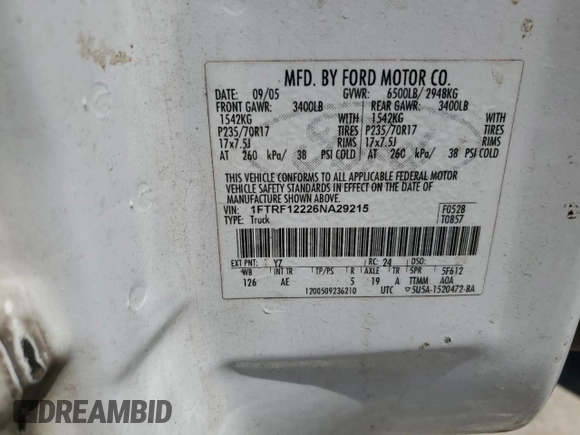 MFD. BY FORD MOTOR CO.
DATE: 09/05 GVWR: 6500LB/ 2948KG
FRONT GAWR: 3400LB REAR GAWR: 3400LB
1542KG WITH 1542KG WITH
P235/70R17 TIRES P235/70R17 TIRES
17x7.5J RIMS 17x7.5J RIMS
AT 260 kPa/ 38 PSI COLD AT 260 kPa/ 38 PSI COLD
THIS VEHICLE CONFORMS TO ALL APPLICABLE FEDERAL MOTOR
VEHICLE SAFETY STANDARDS IN EFFECT ON THE DATE OF
MANUFACTURE SHOWN ABOVE.
VIN: 1FTRF12226NA29215 F0528
TYPE: Truck T0857
EXT PNT: YZ RC: 24 DSO:
WB INT TR TP/PS R AXLE TR SPR 5F612
126 AE 5 19 A TTMM AOA
1200509236210 UTC 5U5A-1520472-BA
DREAMBID